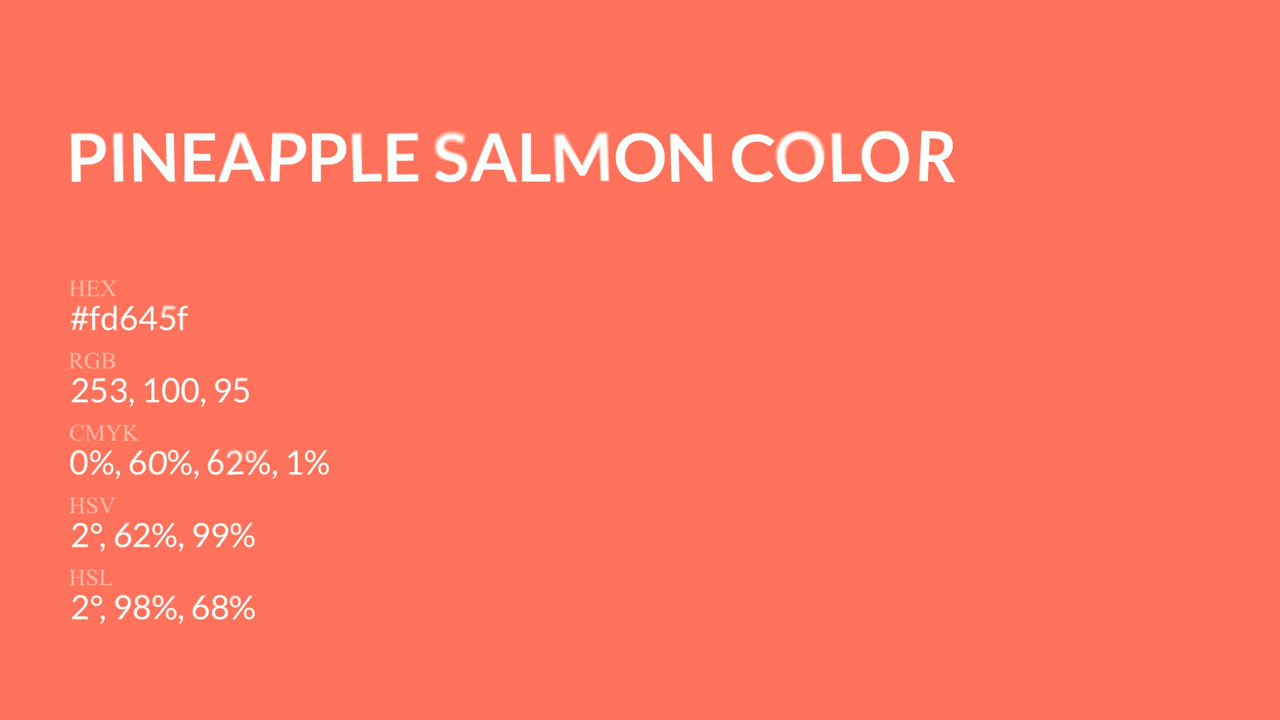 PINEAPPLE SALMON COLOR
HEX
#fd645f
RGB
253, 100, 95
CMYK
0%, 60%, 62%, 1%
HSV
2°, 62%, 99%
HSL
2°, 98%, 68%